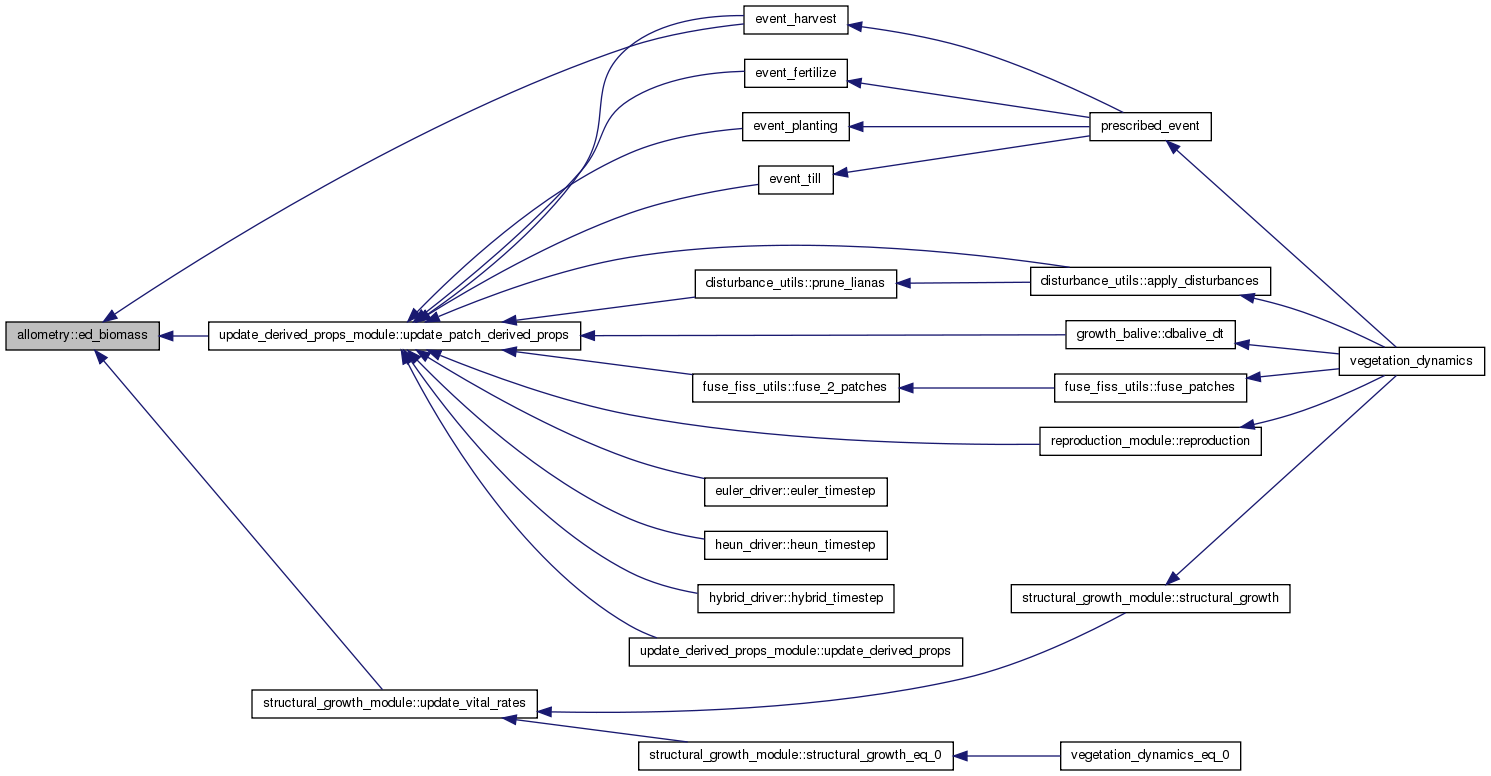 event_harvest
event_fertilize
event_planting
prescribed_event
event_till
disturbance_utils::prune_lianas
disturbance_utils::apply_disturbances
allometry::ed_biomass
update_derived_props_module::update_patch_derived_props
growth_balive::dbalive_dt
vegetation_dynamics
fuse_fiss_utils::fuse_2_patches
fuse_fiss_utils::fuse_patches
reproduction_module::reproduction
euler_driver::euler_timestep
heun_driver::heun_timestep
hybrid_driver::hybrid_timestep
structural_growth_module::structural_growth
update_derived_props_module::update_derived_props
structural_growth_module::update_vital_rates
structural_growth_module::structural_growth_eq_0
vegetation_dynamics_eq_0